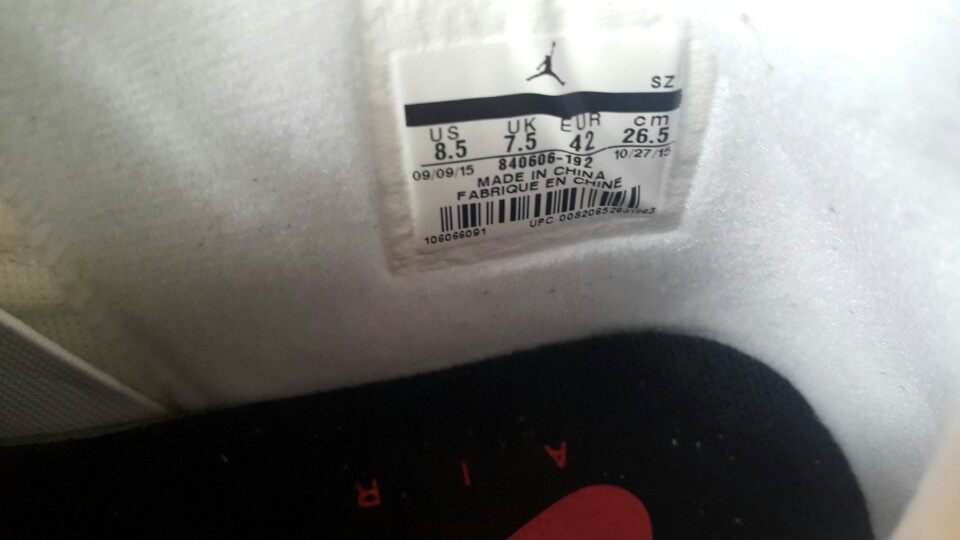 SZ
US UK EUR cm
8.5 7.5 42 26.5
09/09/15 840606-192 10/27/15
MADE IN CHINA
FABRIQUE EN CHINE
106066091 UPC
AIR